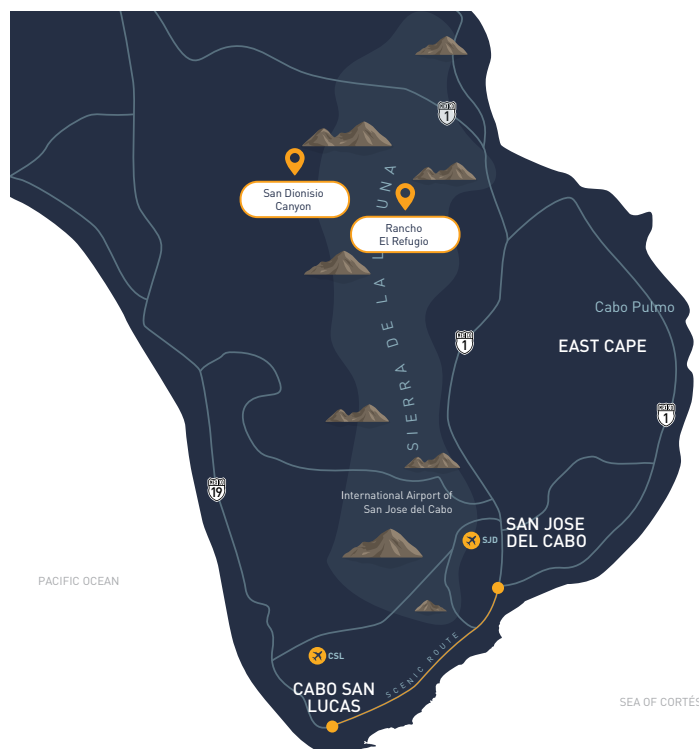 1
San Dionisio
Canyon
Rancho
El Refugio
SIERRA DE LA LAGUNA
Cabo Pulmo
EAST CAPE
1
1
19
International Airport of
San Jose del Cabo
SJD
SAN JOSE
DEL CABO
PACIFIC OCEAN
CSL
SCENIC ROUTE
CABO SAN
LUCAS
SEA OF CORTÉS